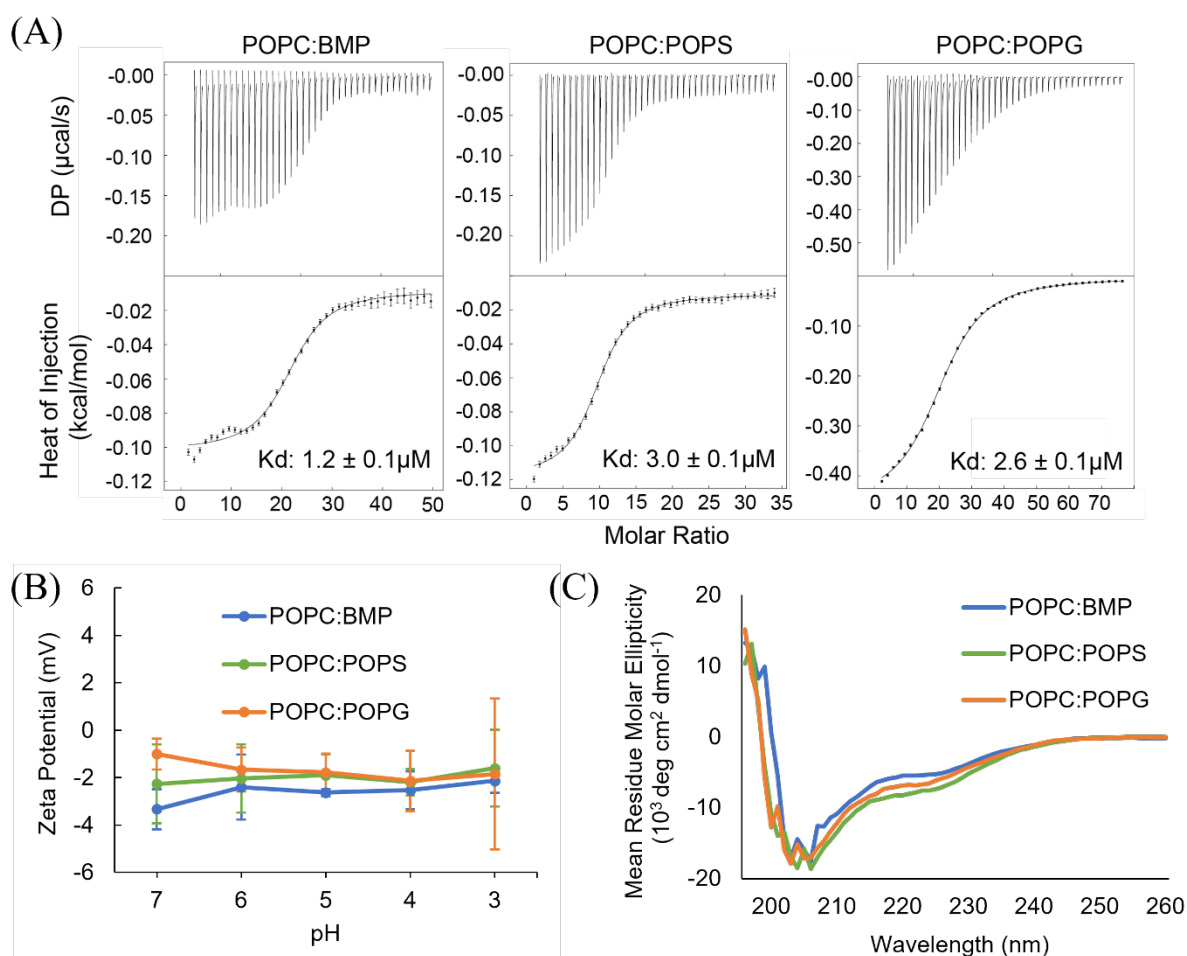 (A)
POPC:BMP
POPC:POPS
POPC:POPG
DP (µcal/s)
-0.00
-0.05
-0.10
-0.15
-0.20
-0.00
-0.05
-0.10
-0.15
-0.20
-0.00
-0.10
-0.20
-0.30
-0.40
-0.50
Heat of Injection
(kcal/mol)
-0.02
-0.04
-0.06
-0.08
-0.10
-0.12
Kd: 1.2 ± 0.1µM
0 10 20 30 40 50
-0.02
-0.04
-0.06
-0.08
-0.10
-0.12
Kd: 3.0 ± 0.1µM
0 5 10 15 20 25 30 35
-0.10
-0.20
-0.30
-0.40
Kd: 2.6 ± 0.1µM
0 10 20 30 40 50 60 70
Molar Ratio
(B)
Zeta Potential (mV)
6
4
2
0
-2
-4
-6
POPC:BMP
POPC:POPS
POPC:POPG
7 6 5 4 3
pH
(C)
Mean Residue Molar Ellipticity
(10³ deg cm² dmol⁻¹)
20
10
0
-10
-20
POPC:BMP
POPC:POPS
POPC:POPG
200 210 220 230 240 250 260
Wavelength (nm)